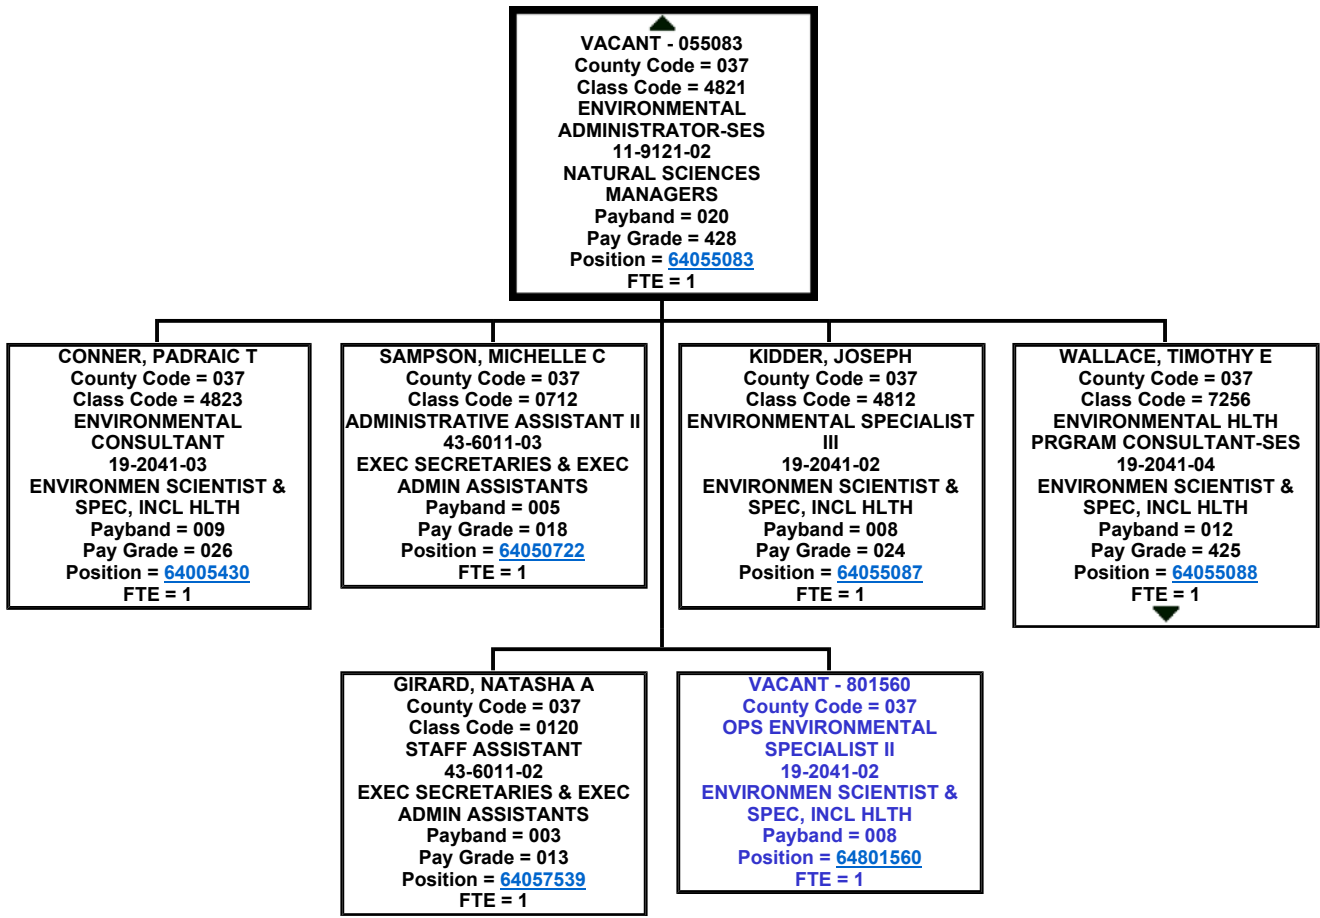 VACANT - 055083
County Code = 037
Class Code = 4821
ENVIRONMENTAL
ADMINISTRATOR-SES
11-9121-02
NATURAL SCIENCES
MANAGERS
Payband = 020
Pay Grade = 428
Position = 64055083
FTE = 1
CONNER, PADRAIC T
County Code = 037
Class Code = 4823
ENVIRONMENTAL
CONSULTANT
19-2041-03
ENVIRONMEN SCIENTIST &
SPEC, INCL HLTH
Payband = 009
Pay Grade = 026
Position = 64005430
FTE = 1
SAMPSON, MICHELLE C
County Code = 037
Class Code = 0712
ADMINISTRATIVE ASSISTANT II
43-6011-03
EXEC SECRETARIES & EXEC
ADMIN ASSISTANTS
Payband = 005
Pay Grade = 018
Position = 64050722
FTE = 1
KIDDER, JOSEPH
County Code = 037
Class Code = 4812
ENVIRONMENTAL SPECIALIST
III
19-2041-02
ENVIRONMEN SCIENTIST &
SPEC, INCL HLTH
Payband = 008
Pay Grade = 024
Position = 64055087
FTE = 1
WALLACE, TIMOTHY E
County Code = 037
Class Code = 7256
ENVIRONMENTAL HLTH
PRGRAM CONSULTANT-SES
19-2041-04
ENVIRONMEN SCIENTIST &
SPEC, INCL HLTH
Payband = 012
Pay Grade = 425
Position = 64055088
FTE = 1
GIRARD, NATASHA A
County Code = 037
Class Code = 0120
STAFF ASSISTANT
43-6011-02
EXEC SECRETARIES & EXEC
ADMIN ASSISTANTS
Payband = 003
Pay Grade = 013
Position = 64057539
FTE = 1
VACANT - 801560
County Code = 037
OPS ENVIRONMENTAL
SPECIALIST II
19-2041-02
ENVIRONMEN SCIENTIST &
SPEC, INCL HLTH
Payband = 008
Position = 64801560
FTE = 1